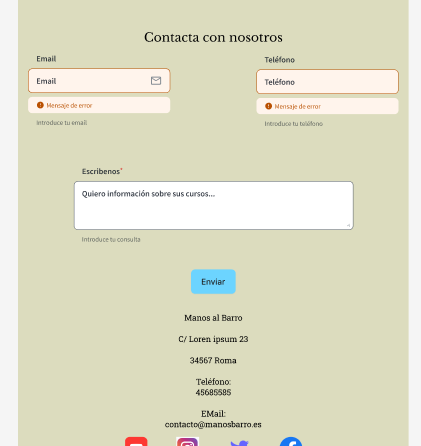 Contacta con nosotros
Email
Teléfono
Email
Teléfono
Mensaje de error
Mensaje de error
Introduce tu email
Introduce tu teléfono
Escribenos*
Quiero información sobre sus cursos...
Introduce tu consulta
Enviar
Manos al Barro
C/ Loren ipsum 23
34567 Roma
Teléfono:
45685585
EMail:
contacto@manosbarro.es